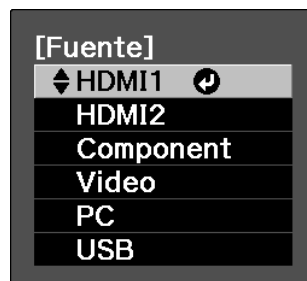 [Fuente]
HDMI1
HDMI2
Component
Video
PC
USB